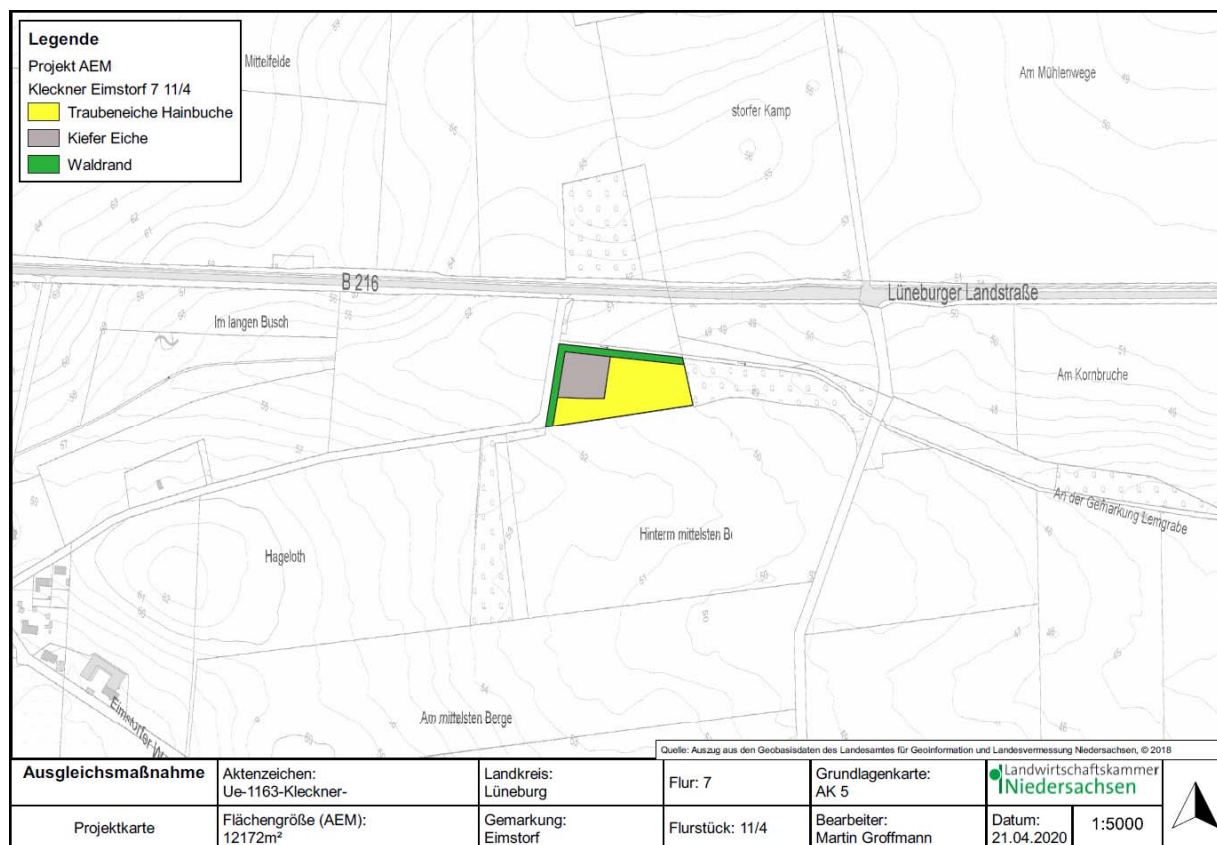 Legende
Projekt AEM
Kleckner Eimstorf 7 11/4
Traubeneiche Hainbuche
Kiefer Eiche
Waldrand
Mittelfelde
Am Mühlenwege
storfer Kamp
B 216
Lüneburger Landstraße
Im langen Busch
Am Kornbruche
An der Gemarkung Lemgrabe
Hinterm mittelsten Be
Hageloth
Am mittelsten Berge
Eimstorfer
Quelle: Auszug aus den Geobasisdaten des Landesamtes für Geoinformation und Landesvermessung Niedersachsen, © 2018
Ausgleichsmaßnahme
Aktenzeichen:
Ue-1163-Kleckner-
Landkreis:
Lüneburg
Flur: 7
Grundlagenkarte:
AK 5
Landwirtschaftskammer
Niedersachsen
Projektkarte
Flächengröße (AEM):
12172m²
Gemarkung:
Eimstorf
Flurstück: 11/4
Bearbeiter:
Martin Groffmann
Datum:
21.04.2020
1:5000